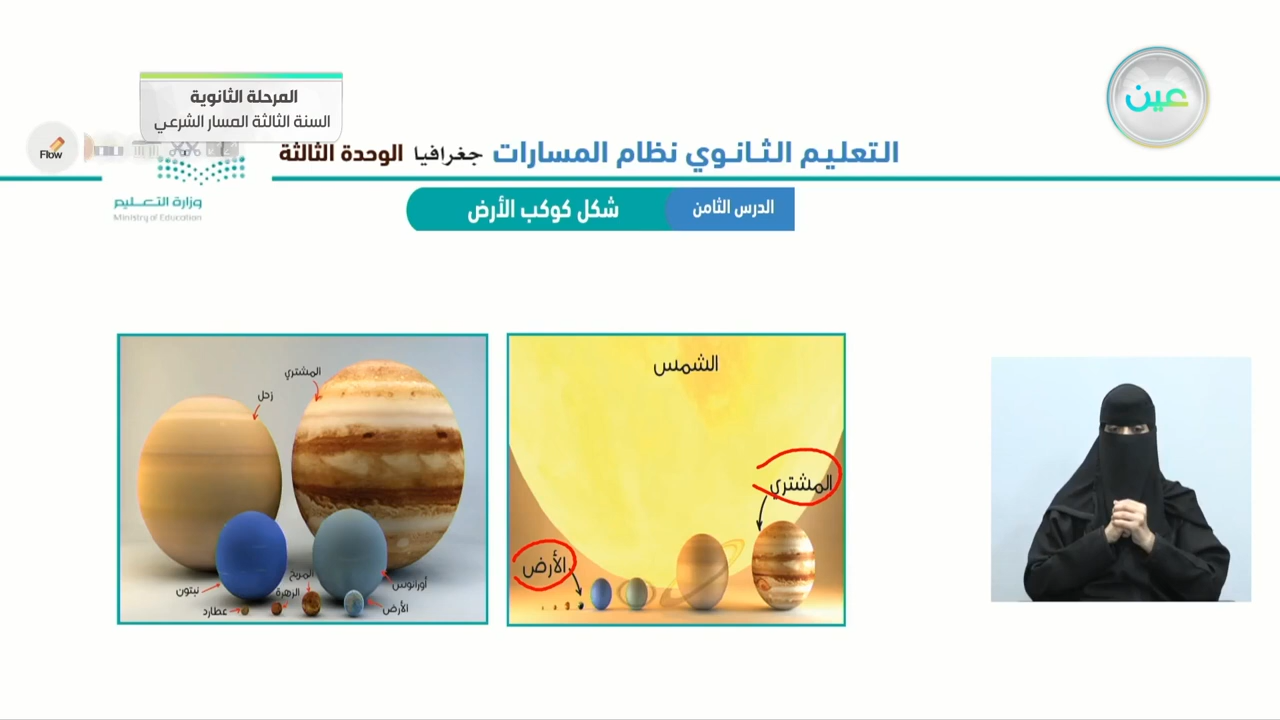 عين
المرحلة الثانوية
السنة الثالثة المسار الشرعي
Flow
التعليم الثانوي نظام المسارات جغرافيا الوحدة الثالثة
وزارة التعليم
Ministry of Education
الدرس الثامن
شكل كوكب الأرض
الشمس
المشتري
الأرض
المشتري
زحل
أورانوس
نبتون
المريخ
الزهرة
الأرض
عطارد